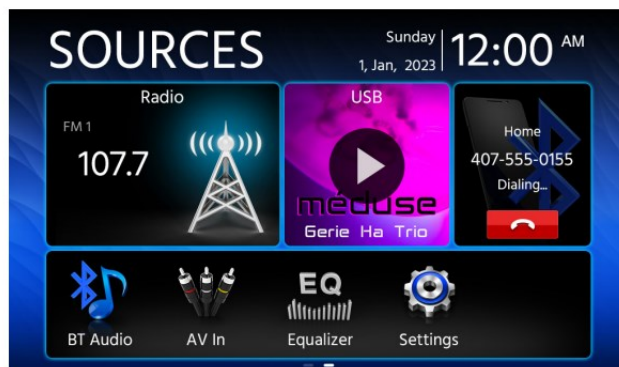 SOURCES
Sunday
1, Jan, 2023
12:00 AM
Radio
FM 1
107.7
USB
méduse
Gerie Ha Trio
Home
407-555-0155
Dialing...
BT Audio
AV In
EQ
Equalizer
Settings